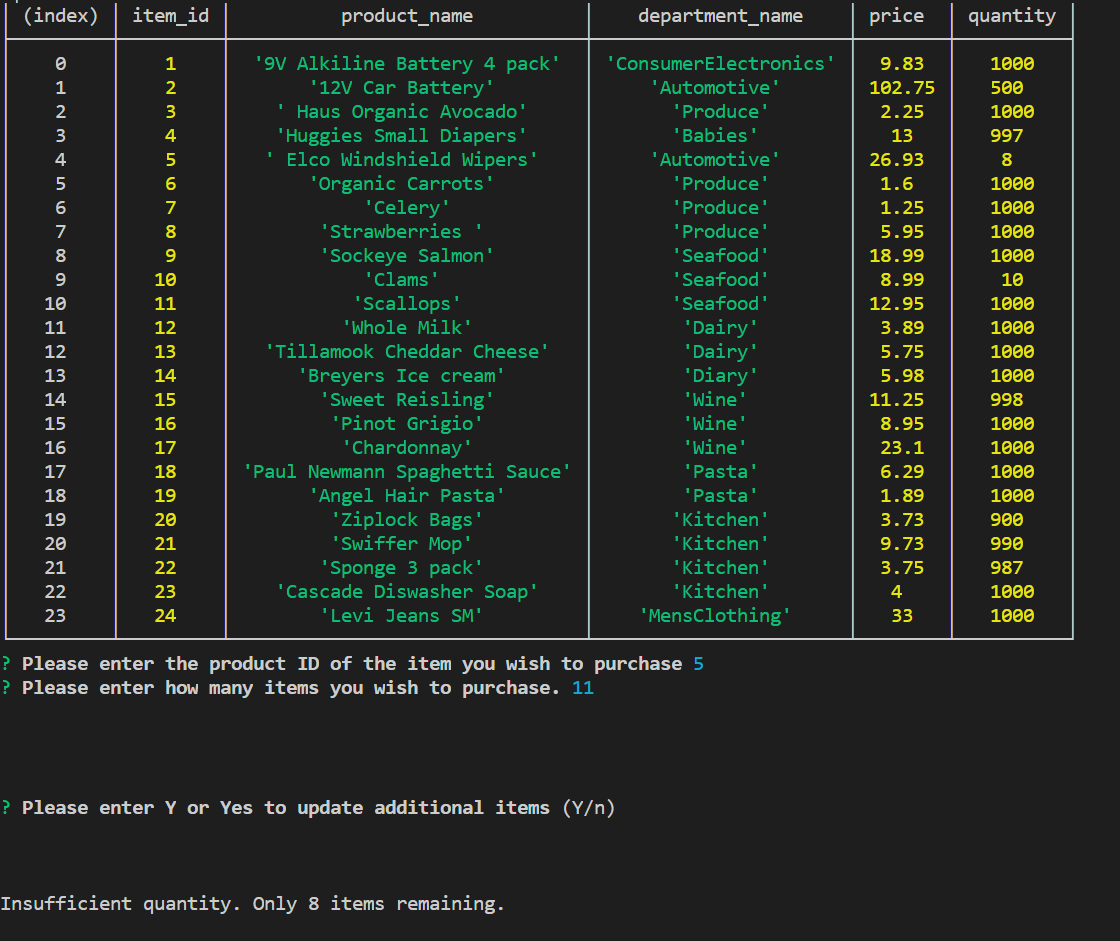 (index) item_id product_name department_name price quantity
0 1 '9V Alkiline Battery 4 pack' 'ConsumerElectronics' 9.83 1000
1 2 '12V Car Battery' 'Automotive' 102.75 500
2 3 ' Haus Organic Avocado' 'Produce' 2.25 1000
3 4 'Huggies Small Diapers' 'Babies' 13 997
4 5 ' Elco Windshield Wipers' 'Automotive' 26.93 8
5 6 'Organic Carrots' 'Produce' 1.6 1000
6 7 'Celery' 'Produce' 1.25 1000
7 8 'Strawberries ' 'Produce' 5.95 1000
8 9 'Sockeye Salmon' 'Seafood' 18.99 1000
9 10 'Clams' 'Seafood' 8.99 10
10 11 'Scallops' 'Seafood' 12.95 1000
11 12 'Whole Milk' 'Dairy' 3.89 1000
12 13 'Tillamook Cheddar Cheese' 'Dairy' 5.75 1000
13 14 'Breyers Ice cream' 'Diary' 5.98 1000
14 15 'Sweet Reisling' 'Wine' 11.25 998
15 16 'Pinot Grigio' 'Wine' 8.95 1000
16 17 'Chardonnay' 'Wine' 23.1 1000
17 18 'Paul Newmann Spaghetti Sauce' 'Pasta' 6.29 1000
18 19 'Angel Hair Pasta' 'Pasta' 1.89 1000
19 20 'Ziplock Bags' 'Kitchen' 3.73 900
20 21 'Swiffer Mop' 'Kitchen' 9.73 990
21 22 'Sponge 3 pack' 'Kitchen' 3.75 987
22 23 'Cascade Diswasher Soap' 'Kitchen' 4 1000
23 24 'Levi Jeans SM' 'MensClothing' 33 1000
? Please enter the product ID of the item you wish to purchase 5
? Please enter how many items you wish to purchase. 11
? Please enter Y or Yes to update additional items (Y/n)
Insufficient quantity. Only 8 items remaining.